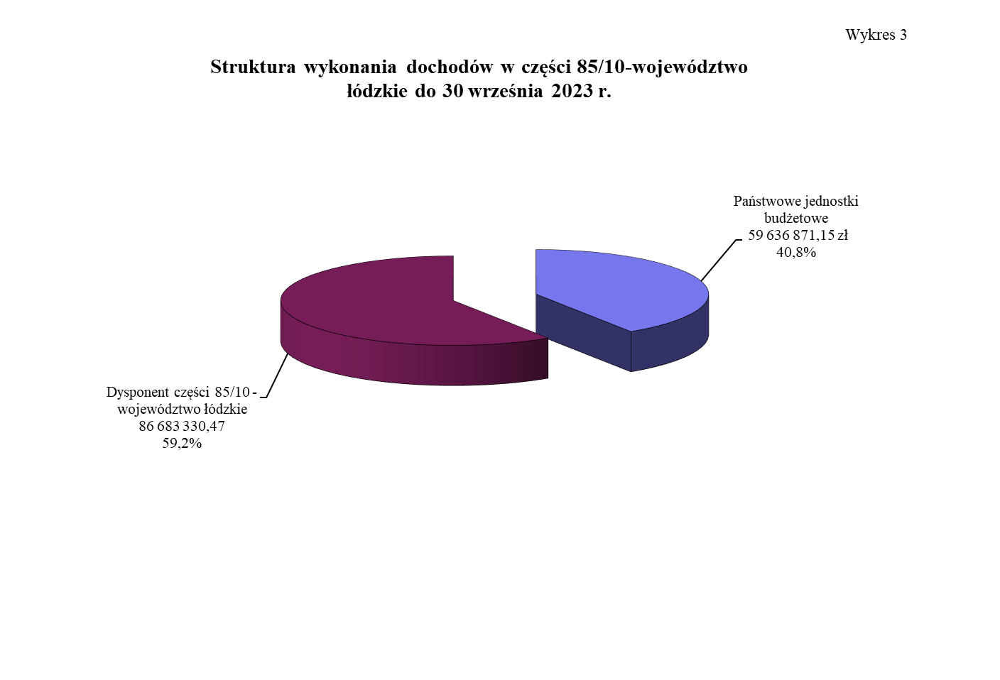 Wykres 3
Struktura wykonania dochodów w części 85/10-województwo
łódzkie do 30 września 2023 r.
Państwowe jednostki
budżetowe
59 636 871,15 zł
40,8%
Dysponent części 85/10 -
województwo łódzkie
86 683 330,47
59,2%